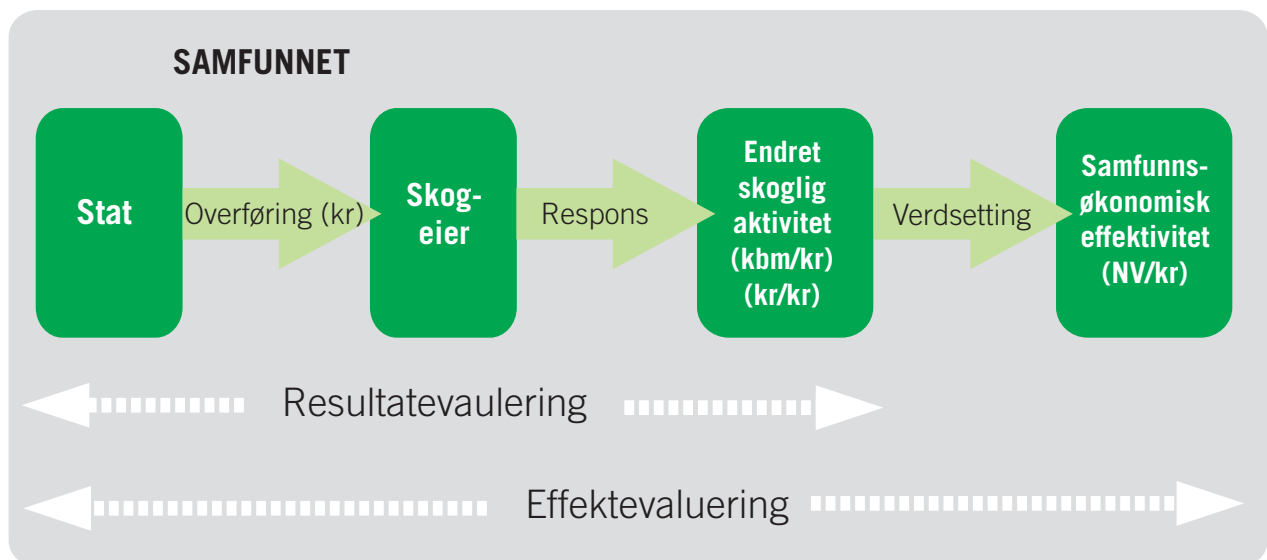 SAMFUNNET
Stat
Overføring (kr)
Skog-
eier
Respons
Endret
skoglig
aktivitet
(kbm/kr)
(kr/kr)
Verdsetting
Samfunns-
økonomisk
effektivitet
(NV/kr)
Resultatevaulering
Effektevaluering